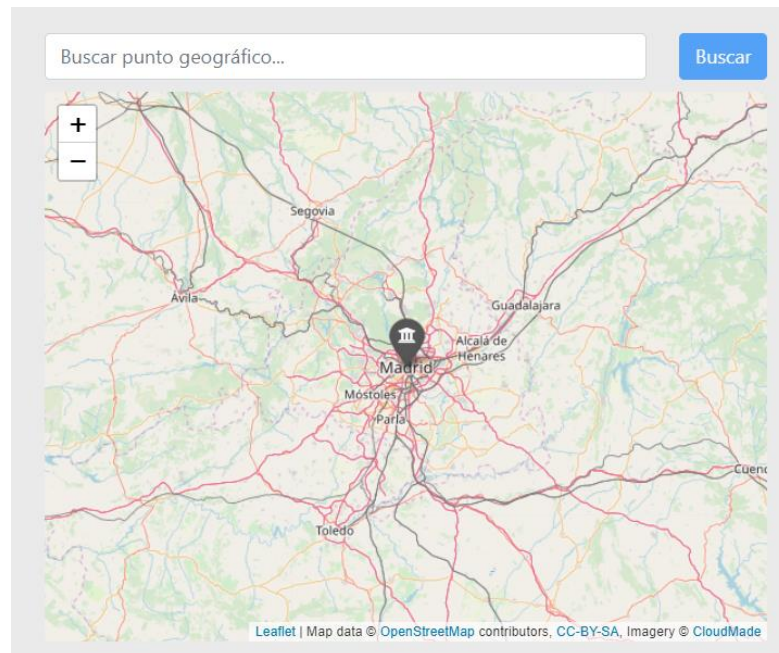 Buscar punto geográfico...
Buscar
+
−
Segovia
Ávila
Guadalajara
Alcalá de
Henares
Madrid
Móstoles
Parla
Cuenc
Toledo
Leaflet | Map data © OpenStreetMap contributors, CC-BY-SA, Imagery © CloudMade